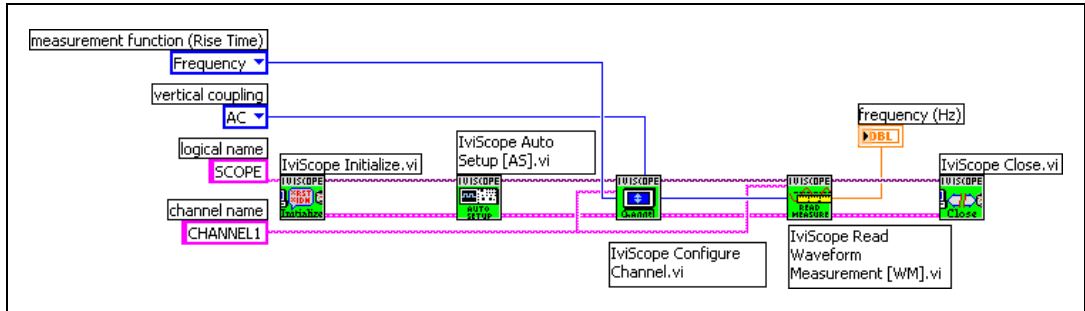 measurement function (Rise Time)
Frequency
vertical coupling
AC
logical name
SCOPE
channel name
CHANNEL1
IviScope Initialize.vi
IVISCOPE
Initialize
IviScope Auto
Setup [AS].vi
IVISCOPE
AUTO
SETUP
IVISCOPE
Channel
IviScope Configure
Channel.vi
IVISCOPE
READ
MEASURE
IviScope Read
Waveform
Measurement [WM].vi
frequency (Hz)
DBL
IviScope Close.vi
IVISCOPE
Close